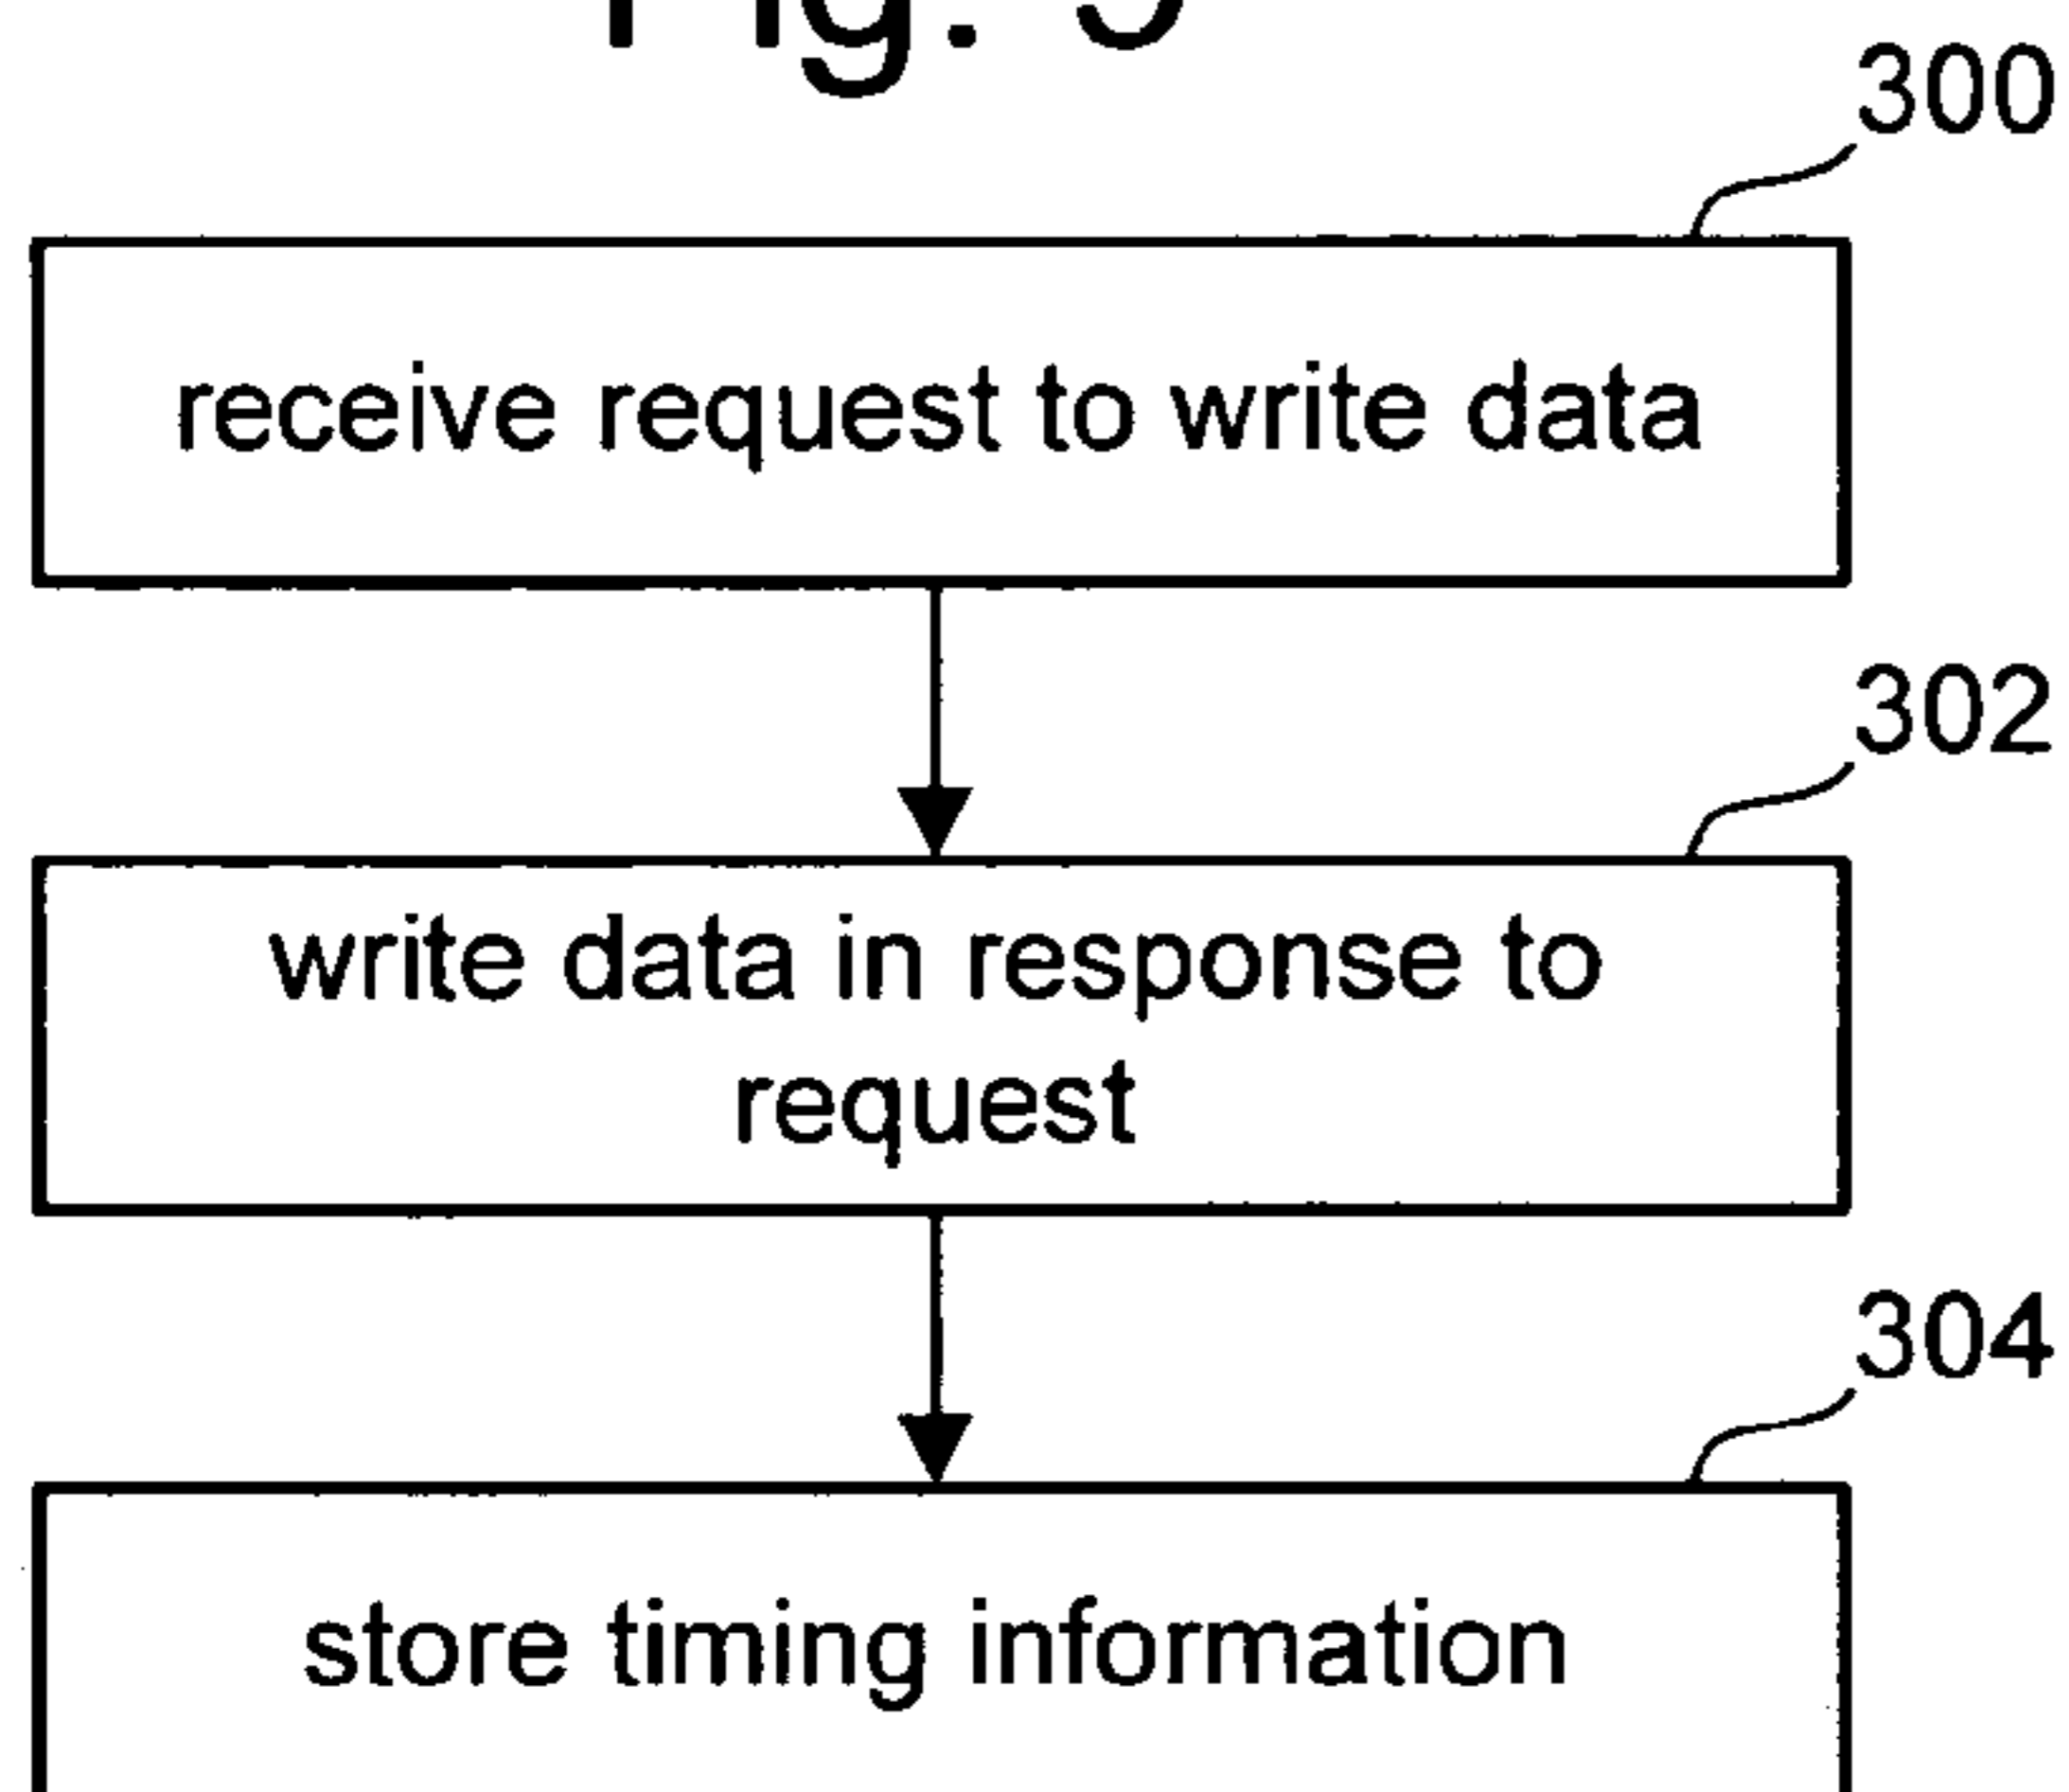 300
receive request to write data
302
write data in response to
request
304
store timing information